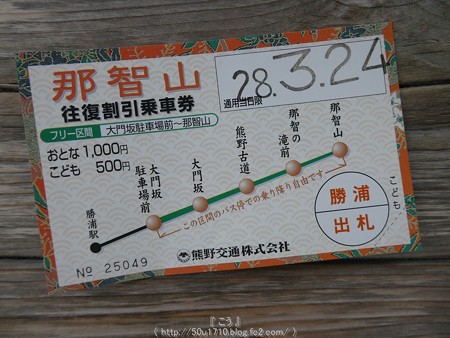 那智山
往復割引乗車券
フリー区間 大門坂駐車場前～那智山
おとな 1,000円
こども 500円
28.3.24
適用当日限
勝浦駅
大門坂駐車場前
大門坂
熊野古道
那智の滝前
那智山
この区間のバス停での乗り降り自由です
こども
勝浦
出札
№ 25049
熊野交通株式会社
『こう』
( http://50u1710.blog.fc2.com/ )